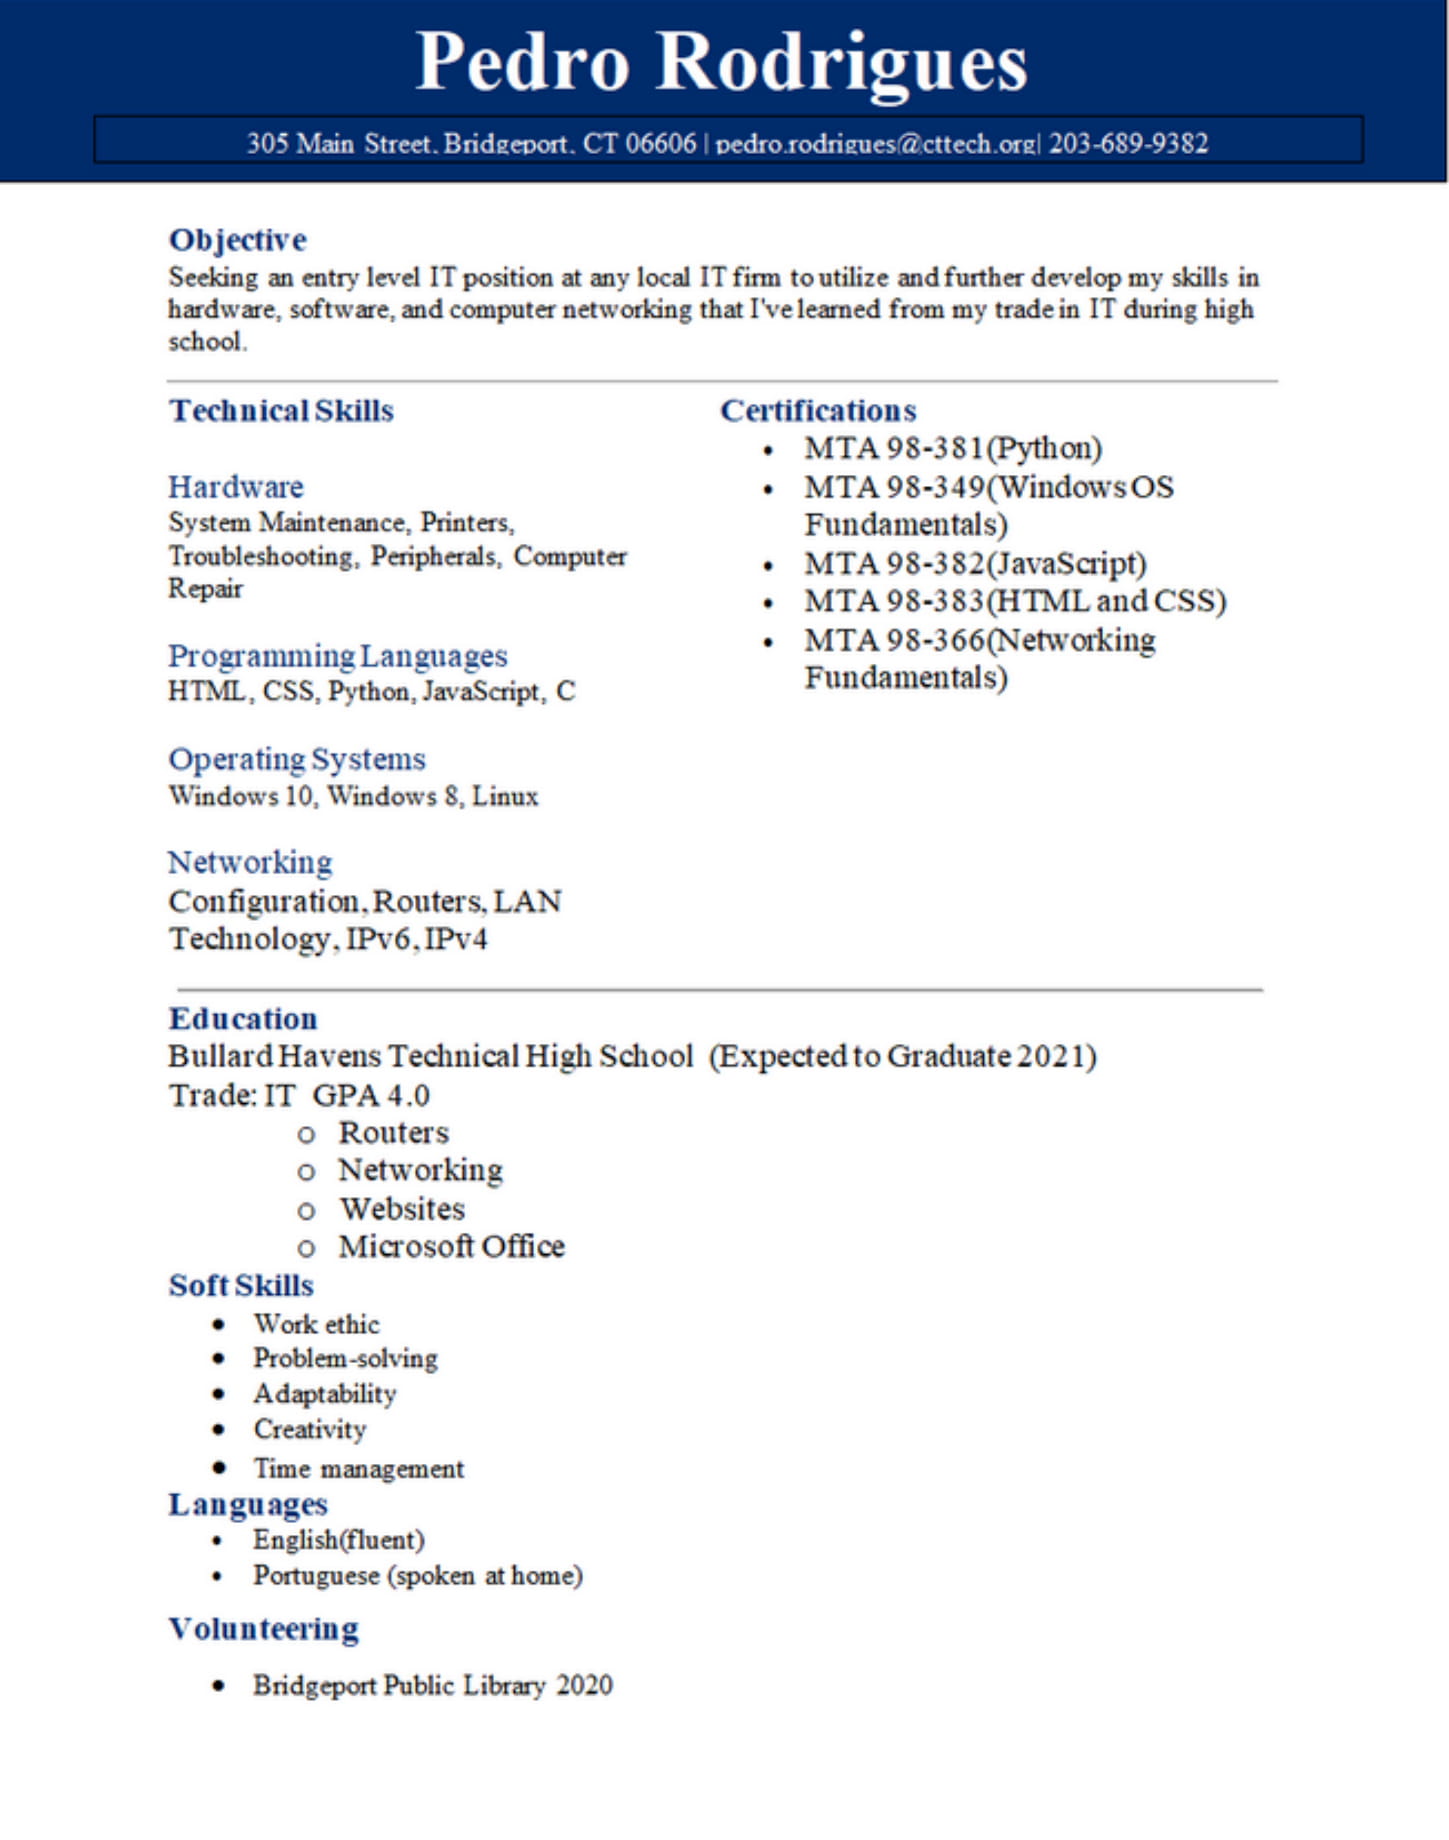 Pedro Rodrigues
305 Main Street, Bridgeport, CT 06606 | pedro.rodrigues@cttech.org| 203-689-9382
Objective
Seeking an entry level IT position at any local IT firm to utilize and further develop my skills in
hardware, software, and computer networking that I've learned from my trade in IT during high
school.
Technical Skills
Hardware
System Maintenance, Printers,
Troubleshooting, Peripherals, Computer
Repair
Programming Languages
HTML, CSS, Python, JavaScript, C
Operating Systems
Windows 10, Windows 8, Linux
Networking
Configuration, Routers, LAN
Technology, IPv6, IPv4
Certifications
• MTA 98-381(Python)
• MTA 98-349(Windows OS
Fundamentals)
• MTA 98-382(JavaScript)
• MTA 98-383(HTML and CSS)
• MTA 98-366(Networking
Fundamentals)
Education
Bullard Havens Technical High School (Expected to Graduate 2021)
Trade: IT GPA 4.0
o Routers
o Networking
o Websites
o Microsoft Office
Soft Skills
• Work ethic
• Problem-solving
• Adaptability
• Creativity
• Time management
Languages
• English(fluent)
• Portuguese (spoken at home)
Volunteering
• Bridgeport Public Library 2020